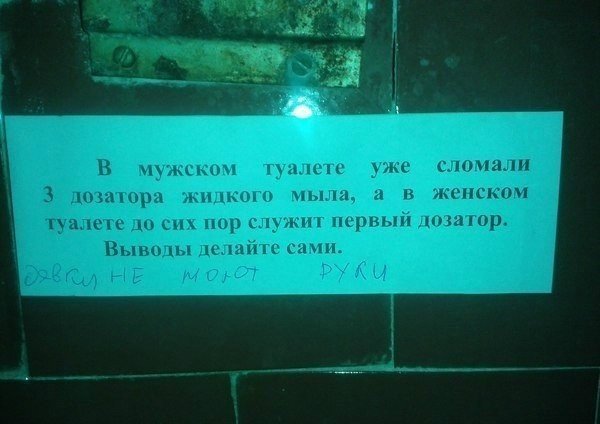 В мужском туалете уже сломали
3 дозатора жидкого мыла, а в женском
туалете до сих пор служит первый дозатор.
Выводы делайте сами.
девки не моют руки